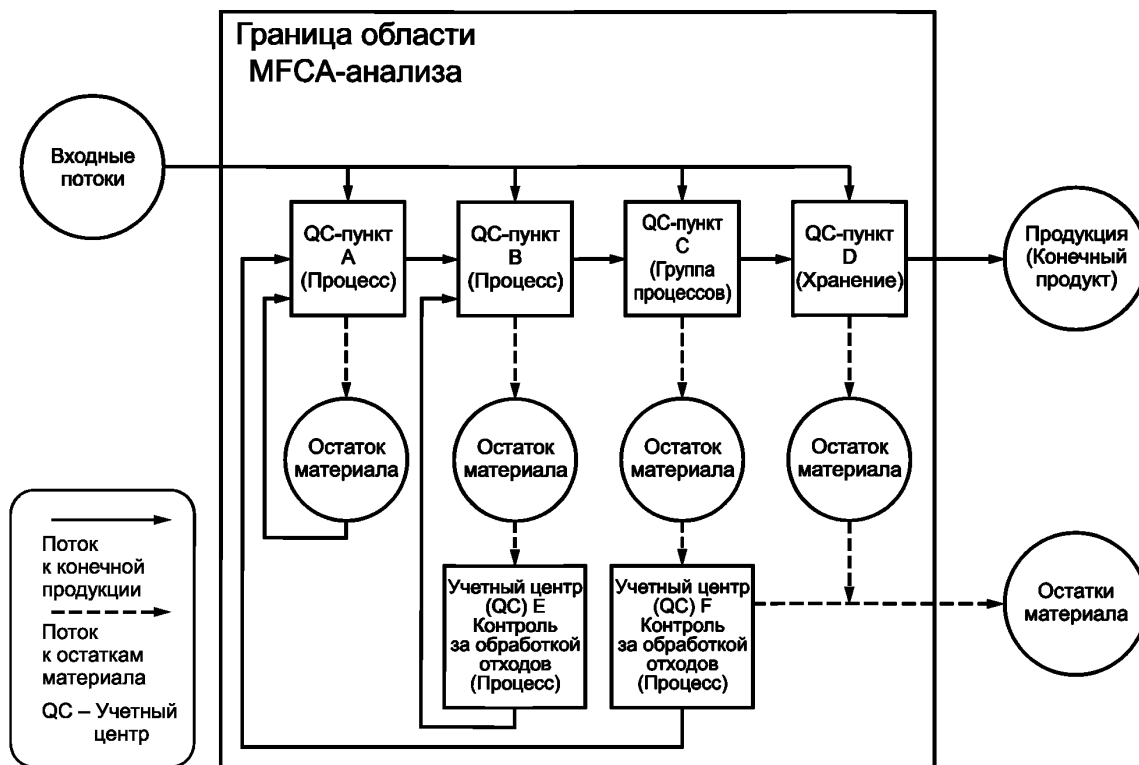 Граница области
MFCA-анализа
Входные
потоки
QC-пункт
A
(Процесс)
QC-пункт
B
(Процесс)
QC-пункт
C
(Группа
процессов)
QC-пункт
D
(Хранение)
Продукция
(Конечный
продукт)
Остаток
материала
Остаток
материала
Остаток
материала
Остаток
материала
Учетный центр
(QC) E
Контроль
за обработкой
отходов
(Процесс)
Учетный центр
(QC) F
Контроль
за обработкой
отходов
(Процесс)
Остатки
материала
Поток
к конечной
продукции
Поток
к остаткам
материала
QC – Учетный
центр